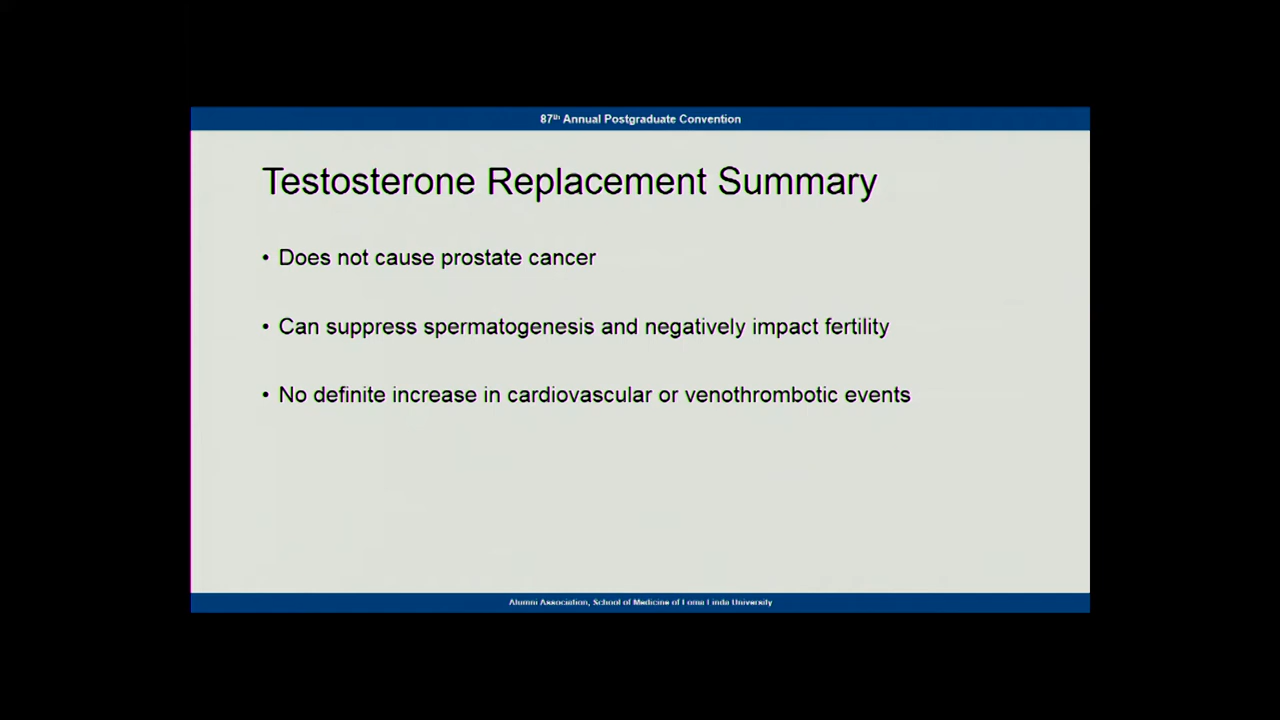 87th Annual Postgraduate Convention
Testosterone Replacement Summary
• Does not cause prostate cancer
• Can suppress spermatogenesis and negatively impact fertility
• No definite increase in cardiovascular or venothrombotic events
Alumni Association, School of Medicine of Loma Linda University